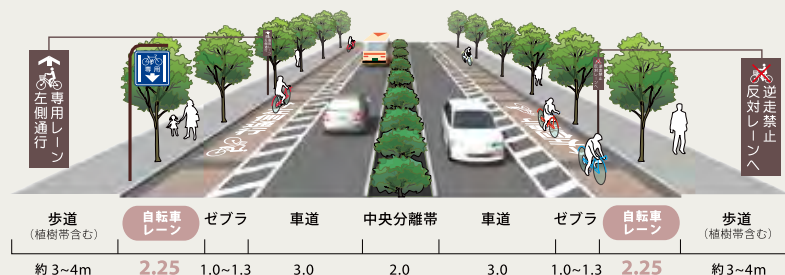 専用レーン
左側通行
専用
逆走禁止
反対レーンへ
歩道
(植樹帯含む)
自転車
レーン
ゼブラ
車道
中央分離帯
車道
ゼブラ
自転車
レーン
歩道
(植樹帯含む)
約3~4m
2.25
1.0~1.3
3.0
2.0
3.0
1.0~1.3
2.25
約3~4m